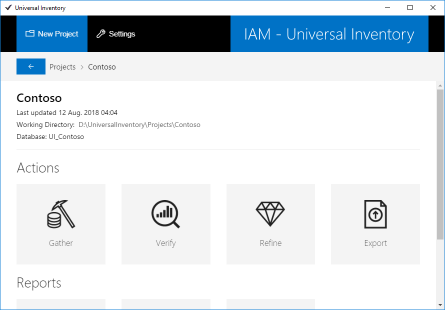 Universal Inventory
New Project
Settings
IAM - Universal Inventory
Projects > Contoso
Contoso
Last updated 12 Aug. 2018 04:04
Working Directory: D:\UniversalInventory\Projects\Contoso
Database: UI_Contoso
Actions
Gather
Verify
Refine
Export
Reports